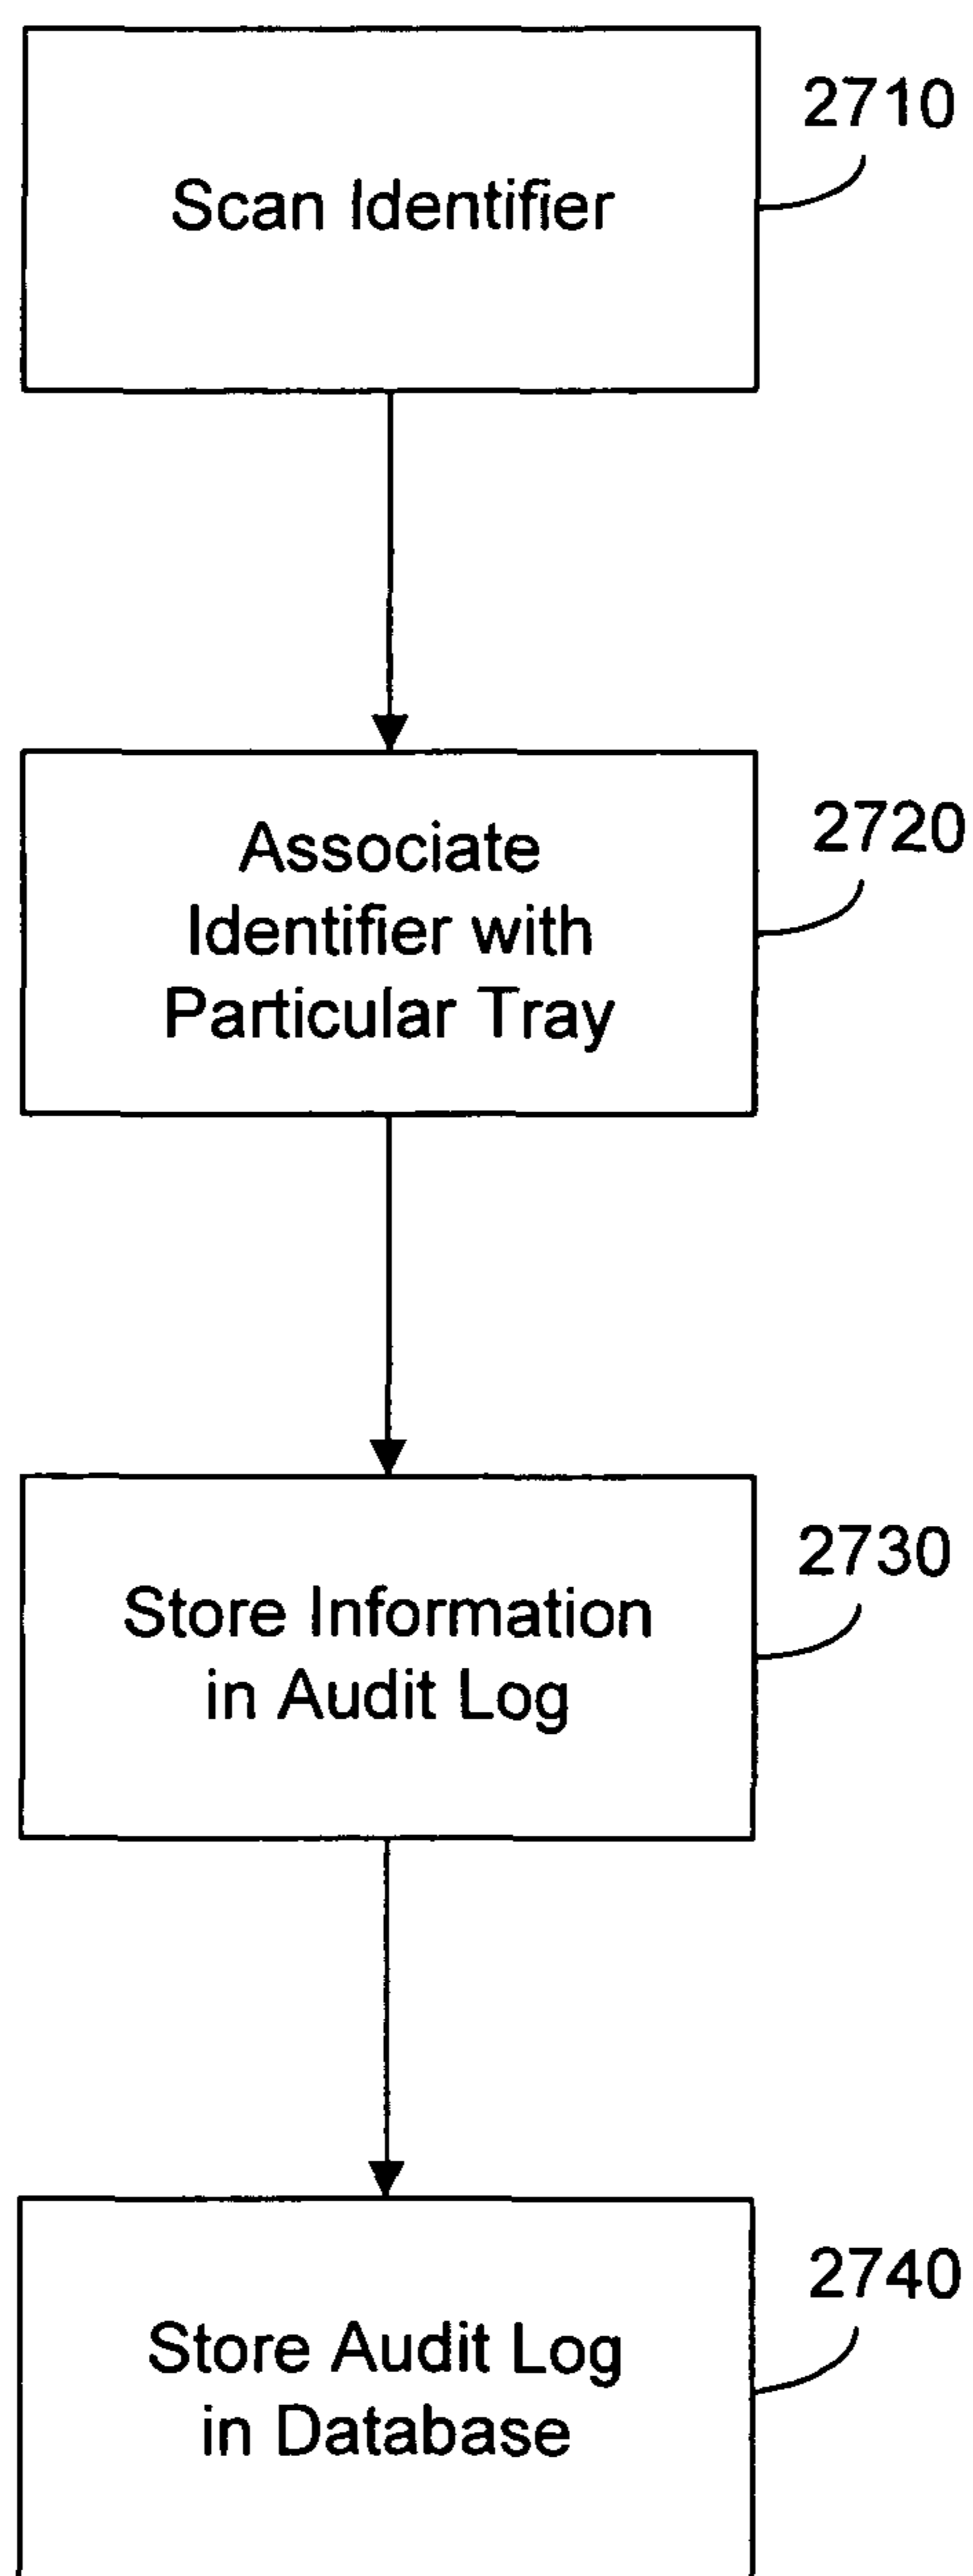 2710
Scan Identifier
2720
Associate
Identifier with
Particular Tray
2730
Store Information
in Audit Log
2740
Store Audit Log
in Database